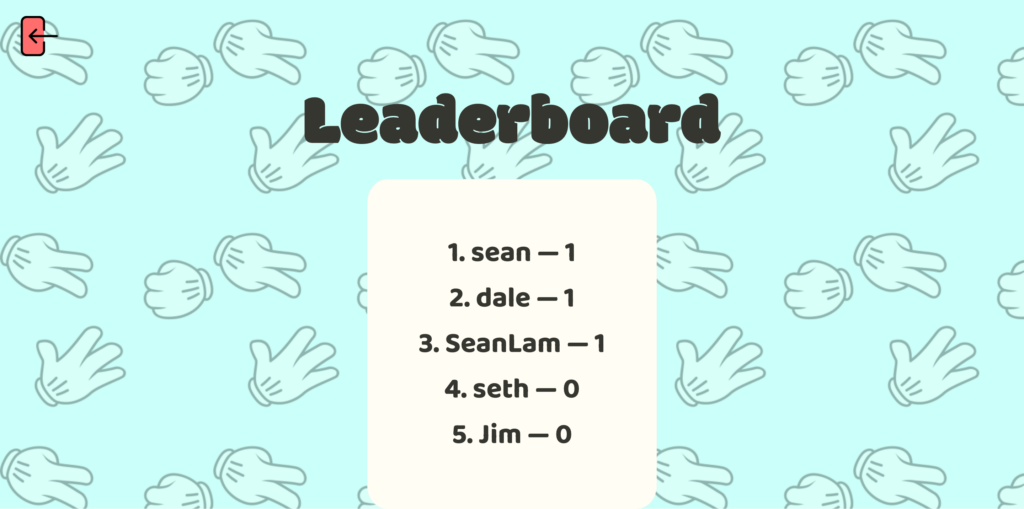 Leaderboard
1. sean — 1
2. dale — 1
3. SeanLam — 1
4. seth — 0
5. Jim — 0